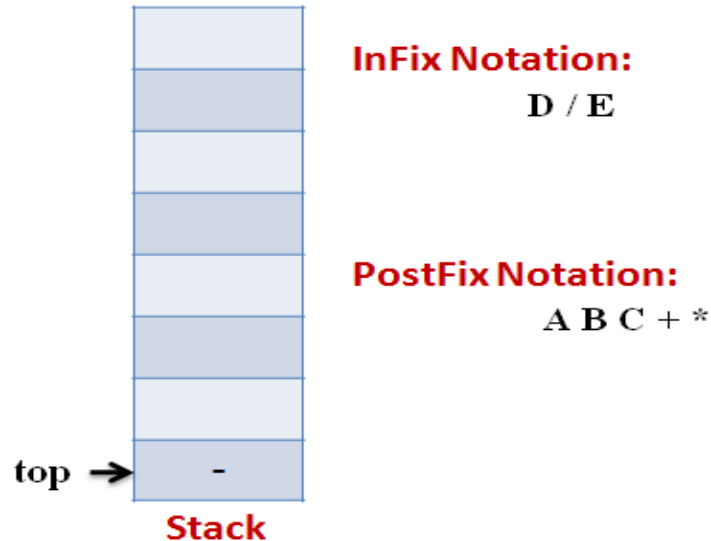 InFix Notation:
D / E
PostFix Notation:
A B C + *
top
-
Stack